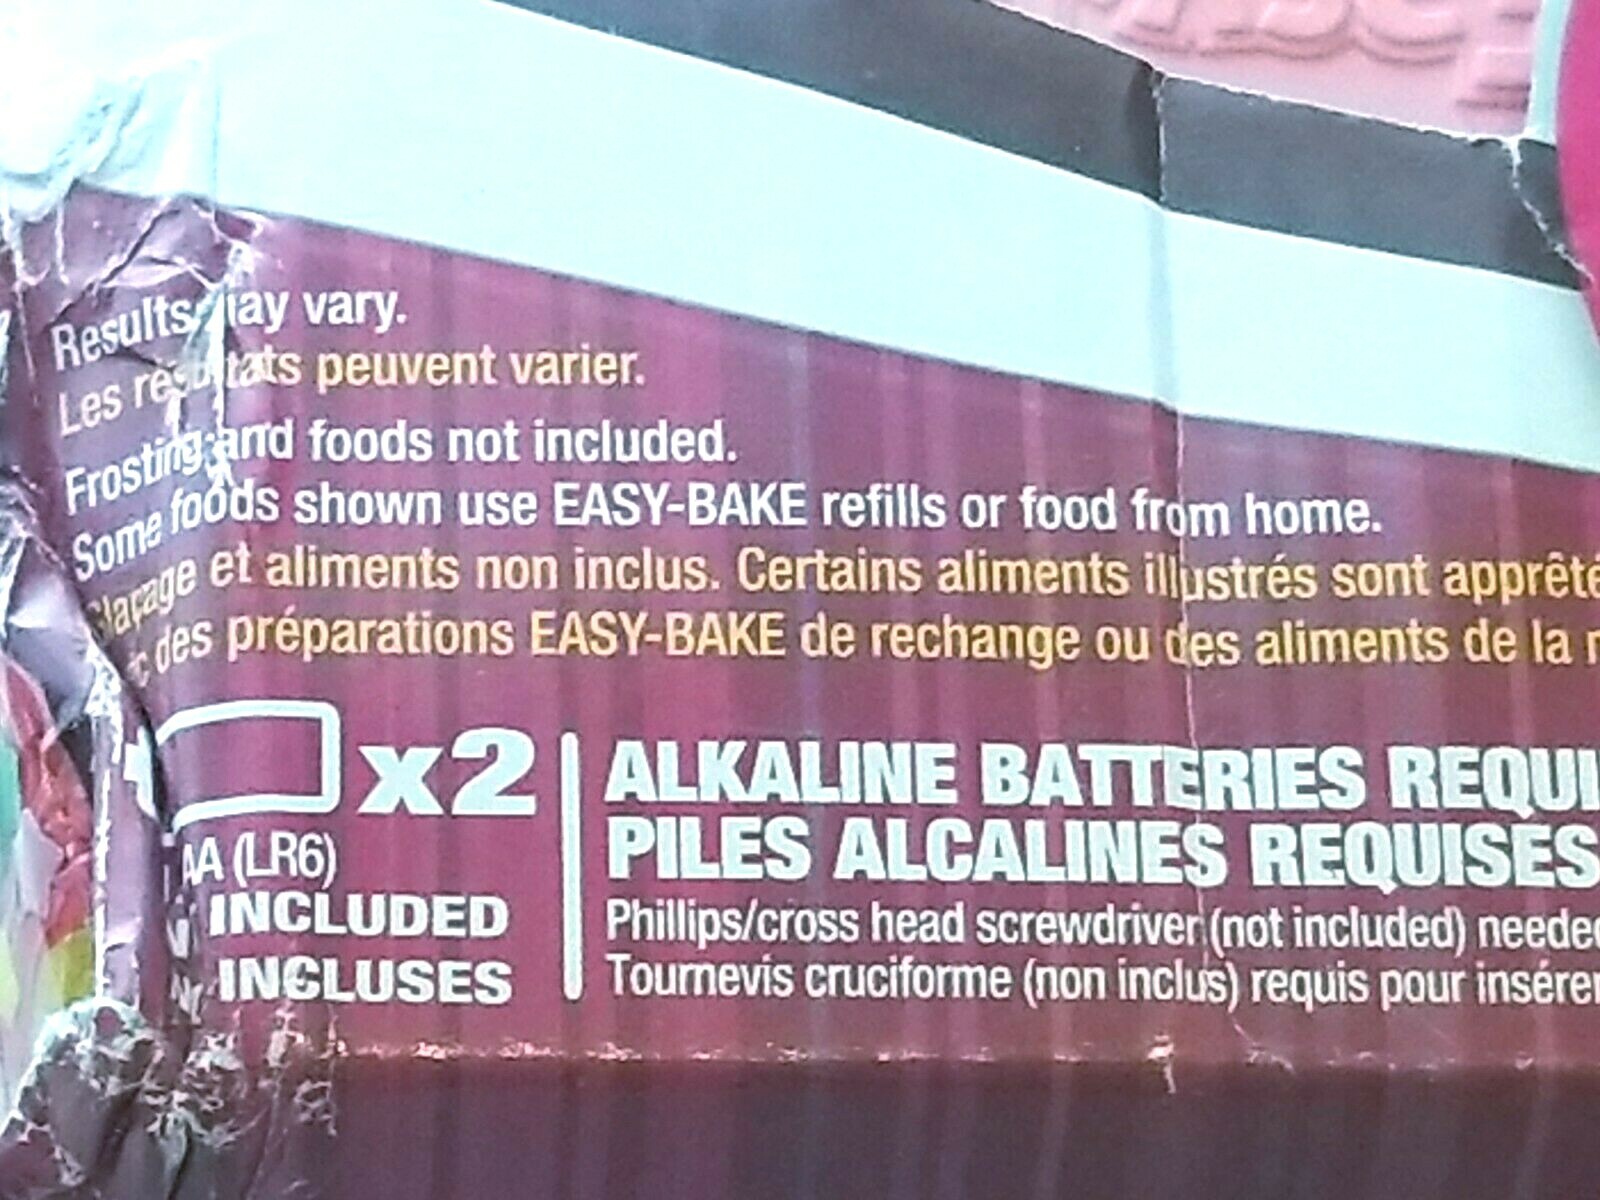 Results may vary.
Les résultats peuvent varier.
Frosting and foods not included.
Some foods shown use EASY-BAKE refills or food from home.
et aliments non inclus. Certains aliments illustrés sont apprêté
des préparations EASY-BAKE de rechange ou des aliments de la
x2
AA (LR6)
INCLUDED
INCLUSES
ALKALINE BATTERIES REQUI
PILES ALCALINES REQUISES
Phillips/cross head screwdriver (not included) neede
Tournevis cruciforme (non inclus) requis pour insérer